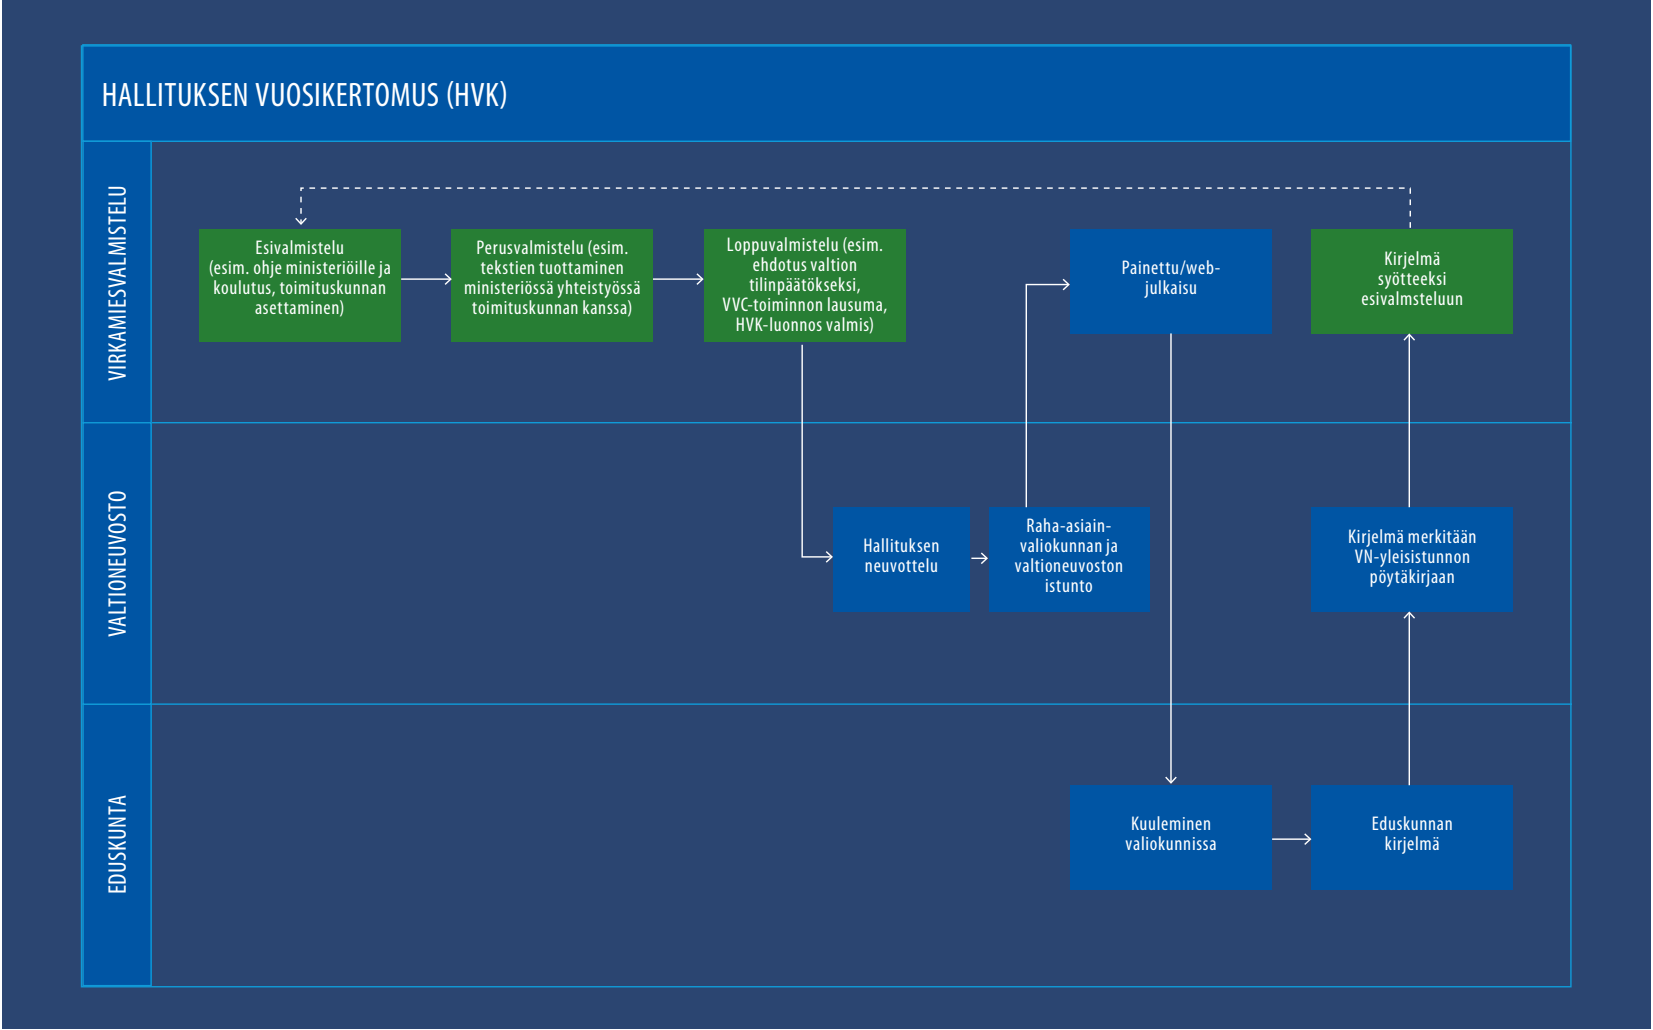 HALLITUKSEN VUOSIKERTOMUS (HVK)
VIRKAMIESVALMISTELU
Esivalmistelu
(esim. ohje ministeriöille ja
koulutus, toimituskunnan
asettaminen)
Perusvalmistelu (esim.
tekstien tuottaminen
ministeriössä yhteistyössä
toimituskunnan kanssa)
Loppuvalmistelu (esim.
ehdotus valtion
tilinpäätökseksi,
VVC-toiminnon lausuma,
HVK-luonnos valmis)
Painettu/web-
julkaisu
Kirjelmä
syötteeksi
esivalmsteluun
VALTIONEUVOSTO
Hallituksen
neuvottelu
Raha-asiain-
valiokunnan ja
valtioneuvoston
istunto
Kirjelmä merkitään
VN-yleisistunnon
pöytäkirjaan
EDUSKUNTA
Kuuleminen
valiokunnissa
Eduskunnan
kirjelmä